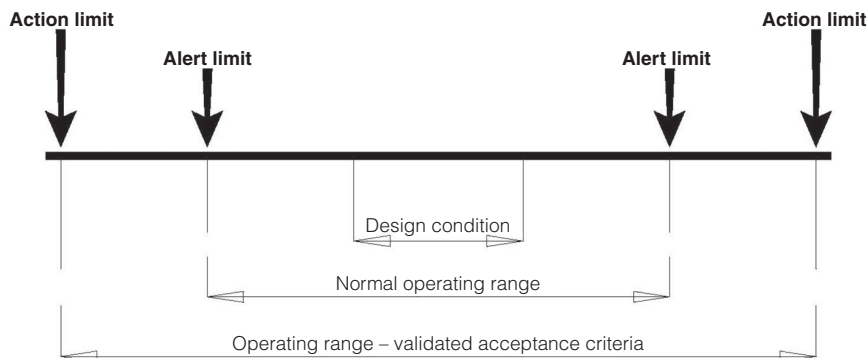 Action limit
Action limit
Alert limit
Alert limit
Design condition
Normal operating range
Operating range – validated acceptance criteria